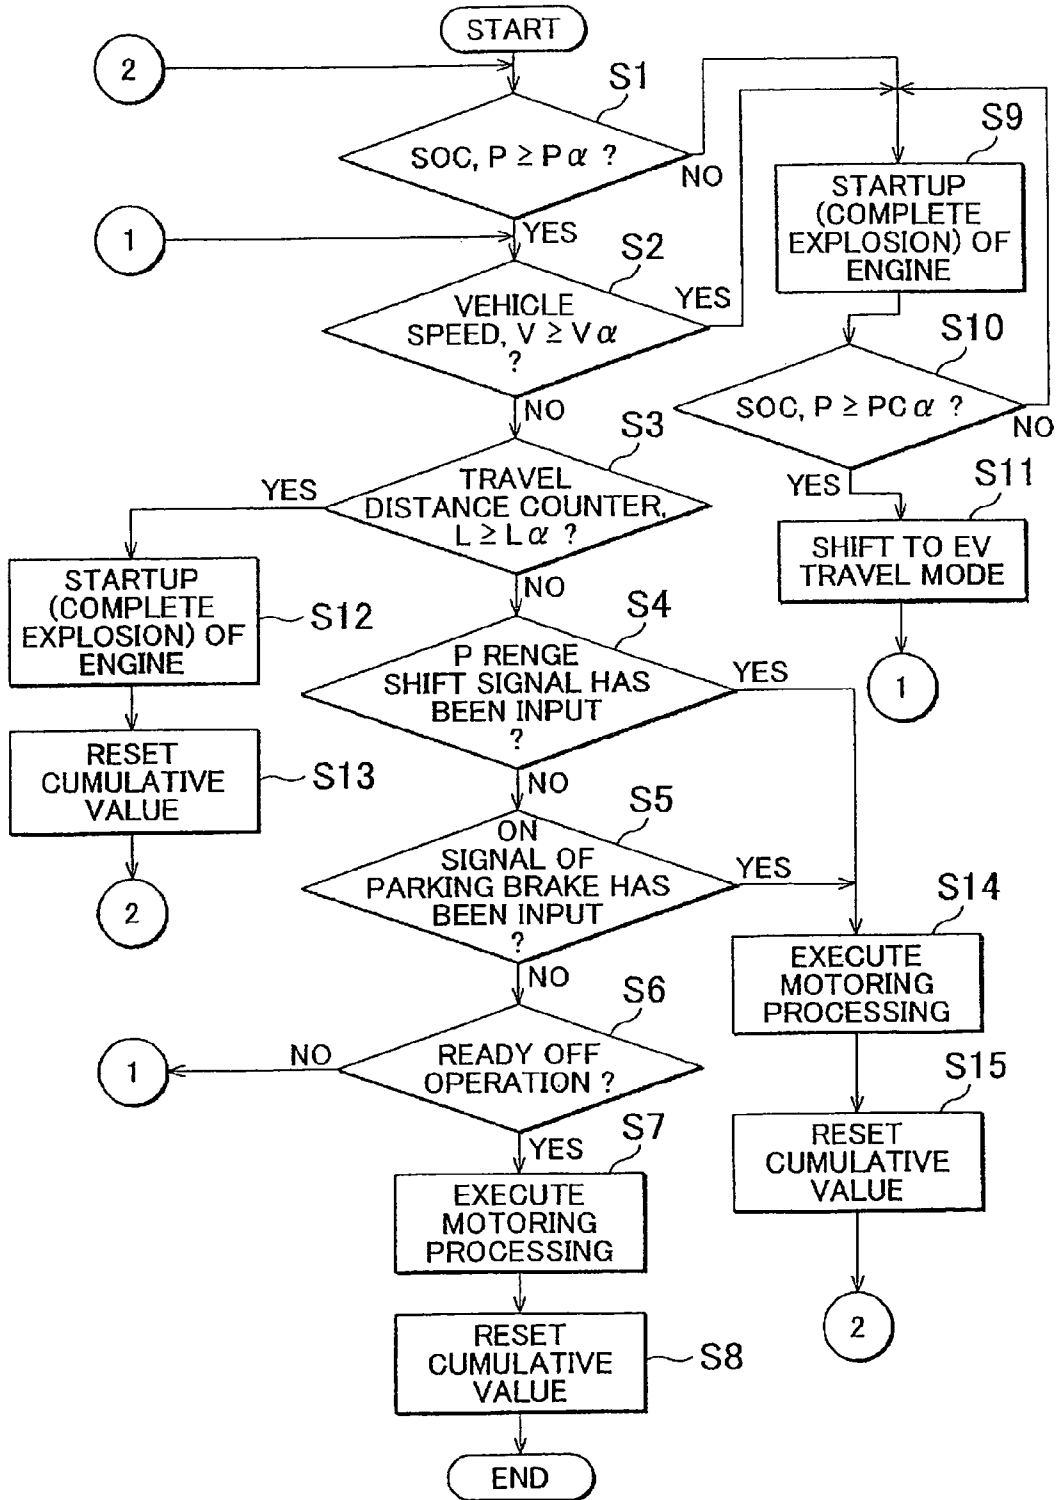 START
2
S1
SOC, P ≥ Pα ?
NO
YES
1
S2
VEHICLE
SPEED, V ≥ Vα
?
YES
NO
S9
STARTUP
(COMPLETE
EXPLOSION) OF
ENGINE
S10
SOC, P ≥ PCα ?
NO
YES
S11
SHIFT TO EV
TRAVEL MODE
1
S3
TRAVEL
DISTANCE COUNTER,
L ≥ Lα ?
YES
NO
STARTUP
(COMPLETE
EXPLOSION) OF
ENGINE
S12
RESET
CUMULATIVE
VALUE
S13
2
S4
P RENGE
SHIFT SIGNAL HAS
BEEN INPUT
?
YES
NO
S5
ON
SIGNAL OF
PARKING BRAKE HAS
BEEN INPUT
?
YES
NO
S14
EXECUTE
MOTORING
PROCESSING
S15
RESET
CUMULATIVE
VALUE
2
S6
READY OFF
OPERATION ?
NO
1
YES
S7
EXECUTE
MOTORING
PROCESSING
RESET
CUMULATIVE
VALUE
S8
END